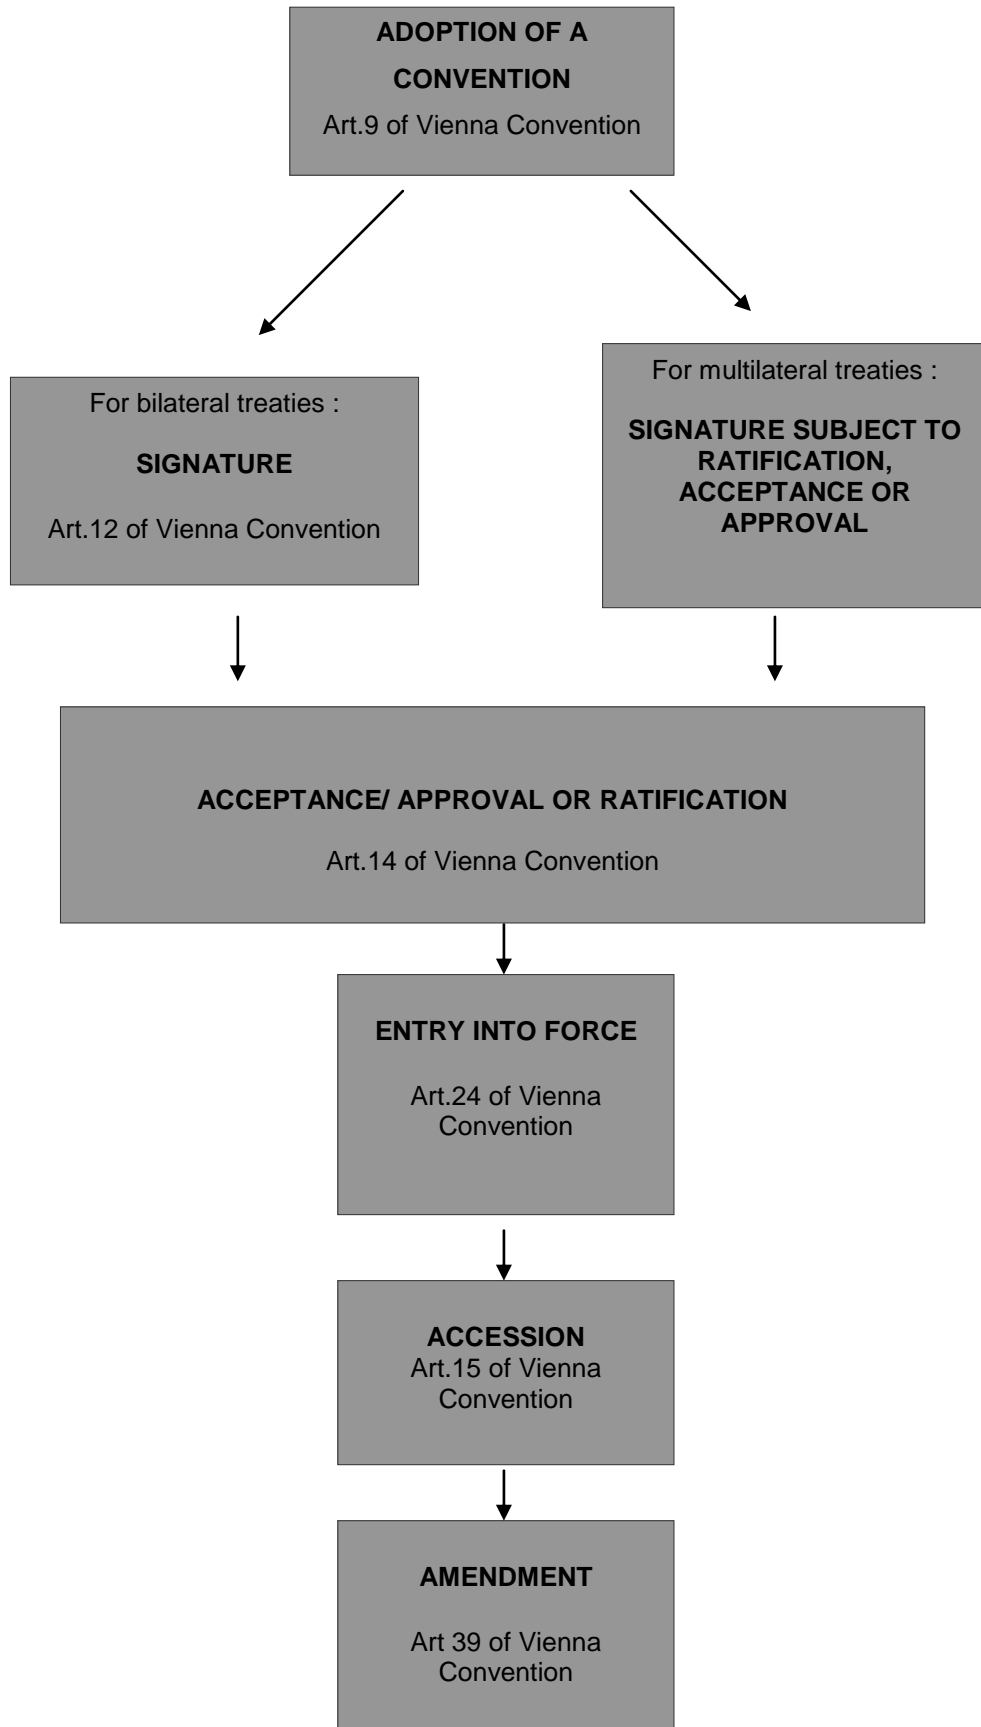 ADOPTION OF A
CONVENTION
Art.9 of Vienna Convention
For bilateral treaties :
SIGNATURE
Art.12 of Vienna Convention
For multilateral treaties :
SIGNATURE SUBJECT TO
RATIFICATION,
ACCEPTANCE OR
APPROVAL
ACCEPTANCE/ APPROVAL OR RATIFICATION
Art.14 of Vienna Convention
ENTRY INTO FORCE
Art.24 of Vienna
Convention
ACCESSION
Art.15 of Vienna
Convention
AMENDMENT
Art 39 of Vienna
Convention